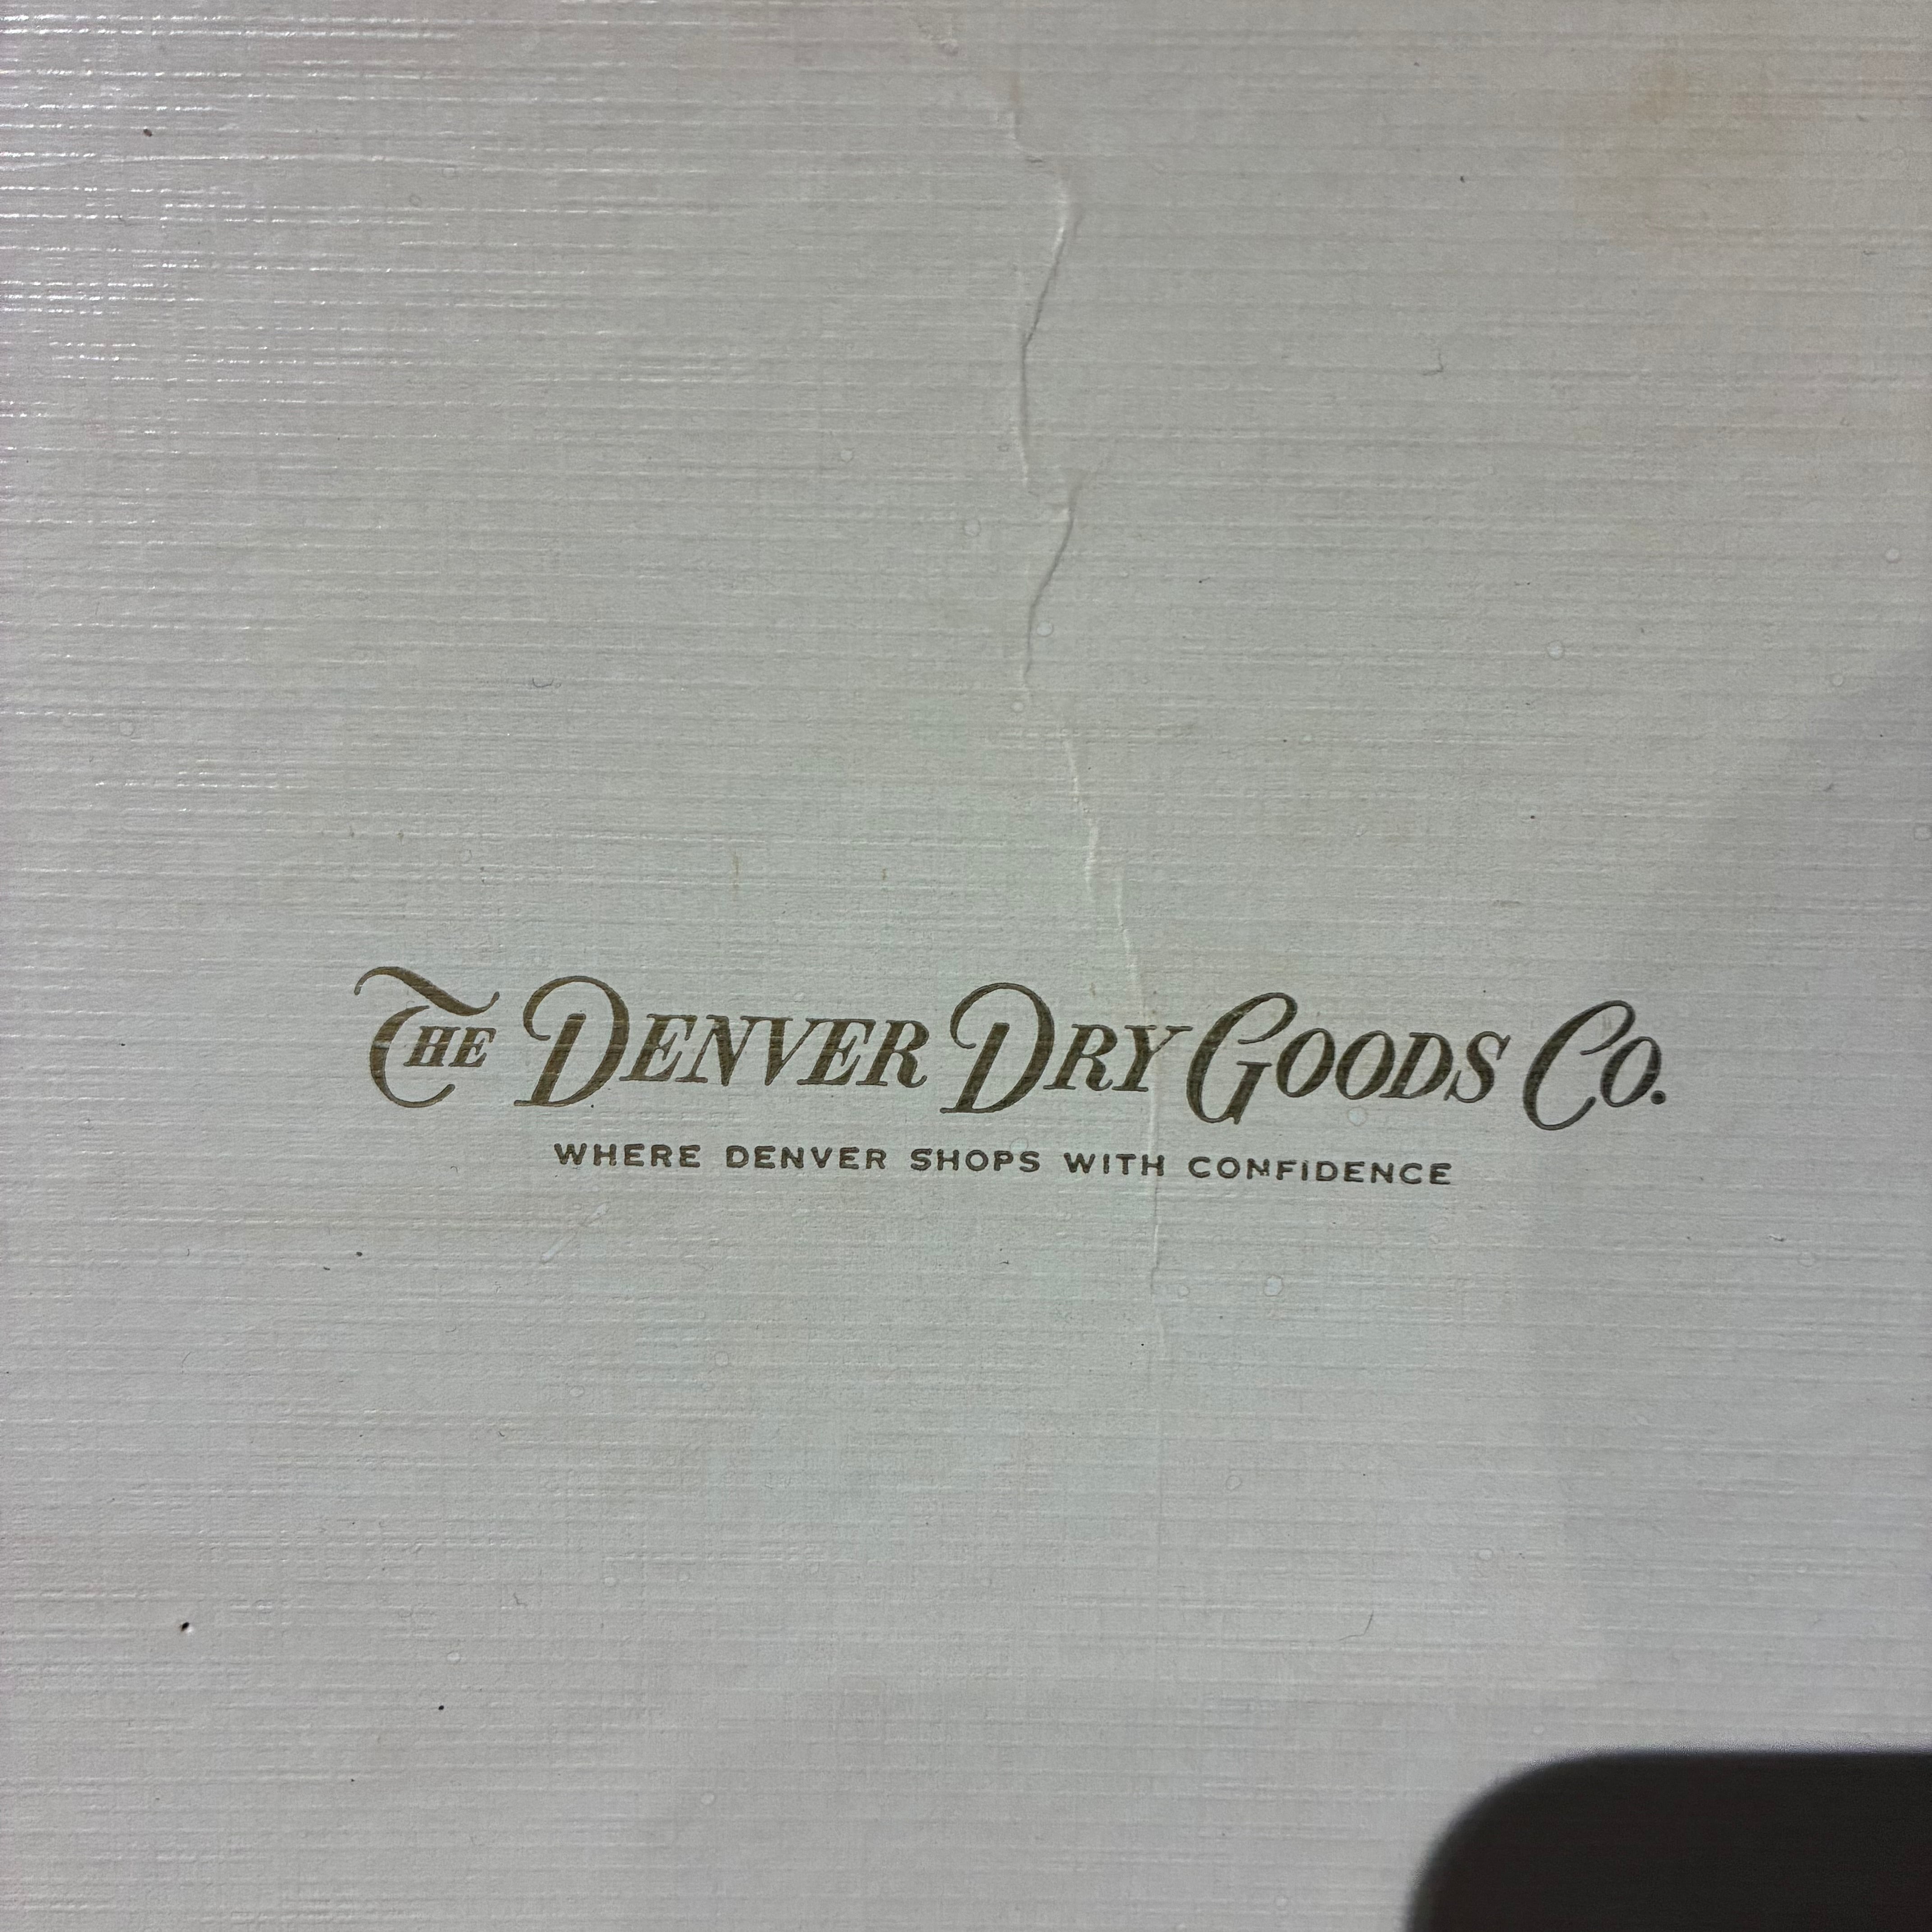 The Denver Dry Goods Co.
WHERE DENVER SHOPS WITH CONFIDENCE